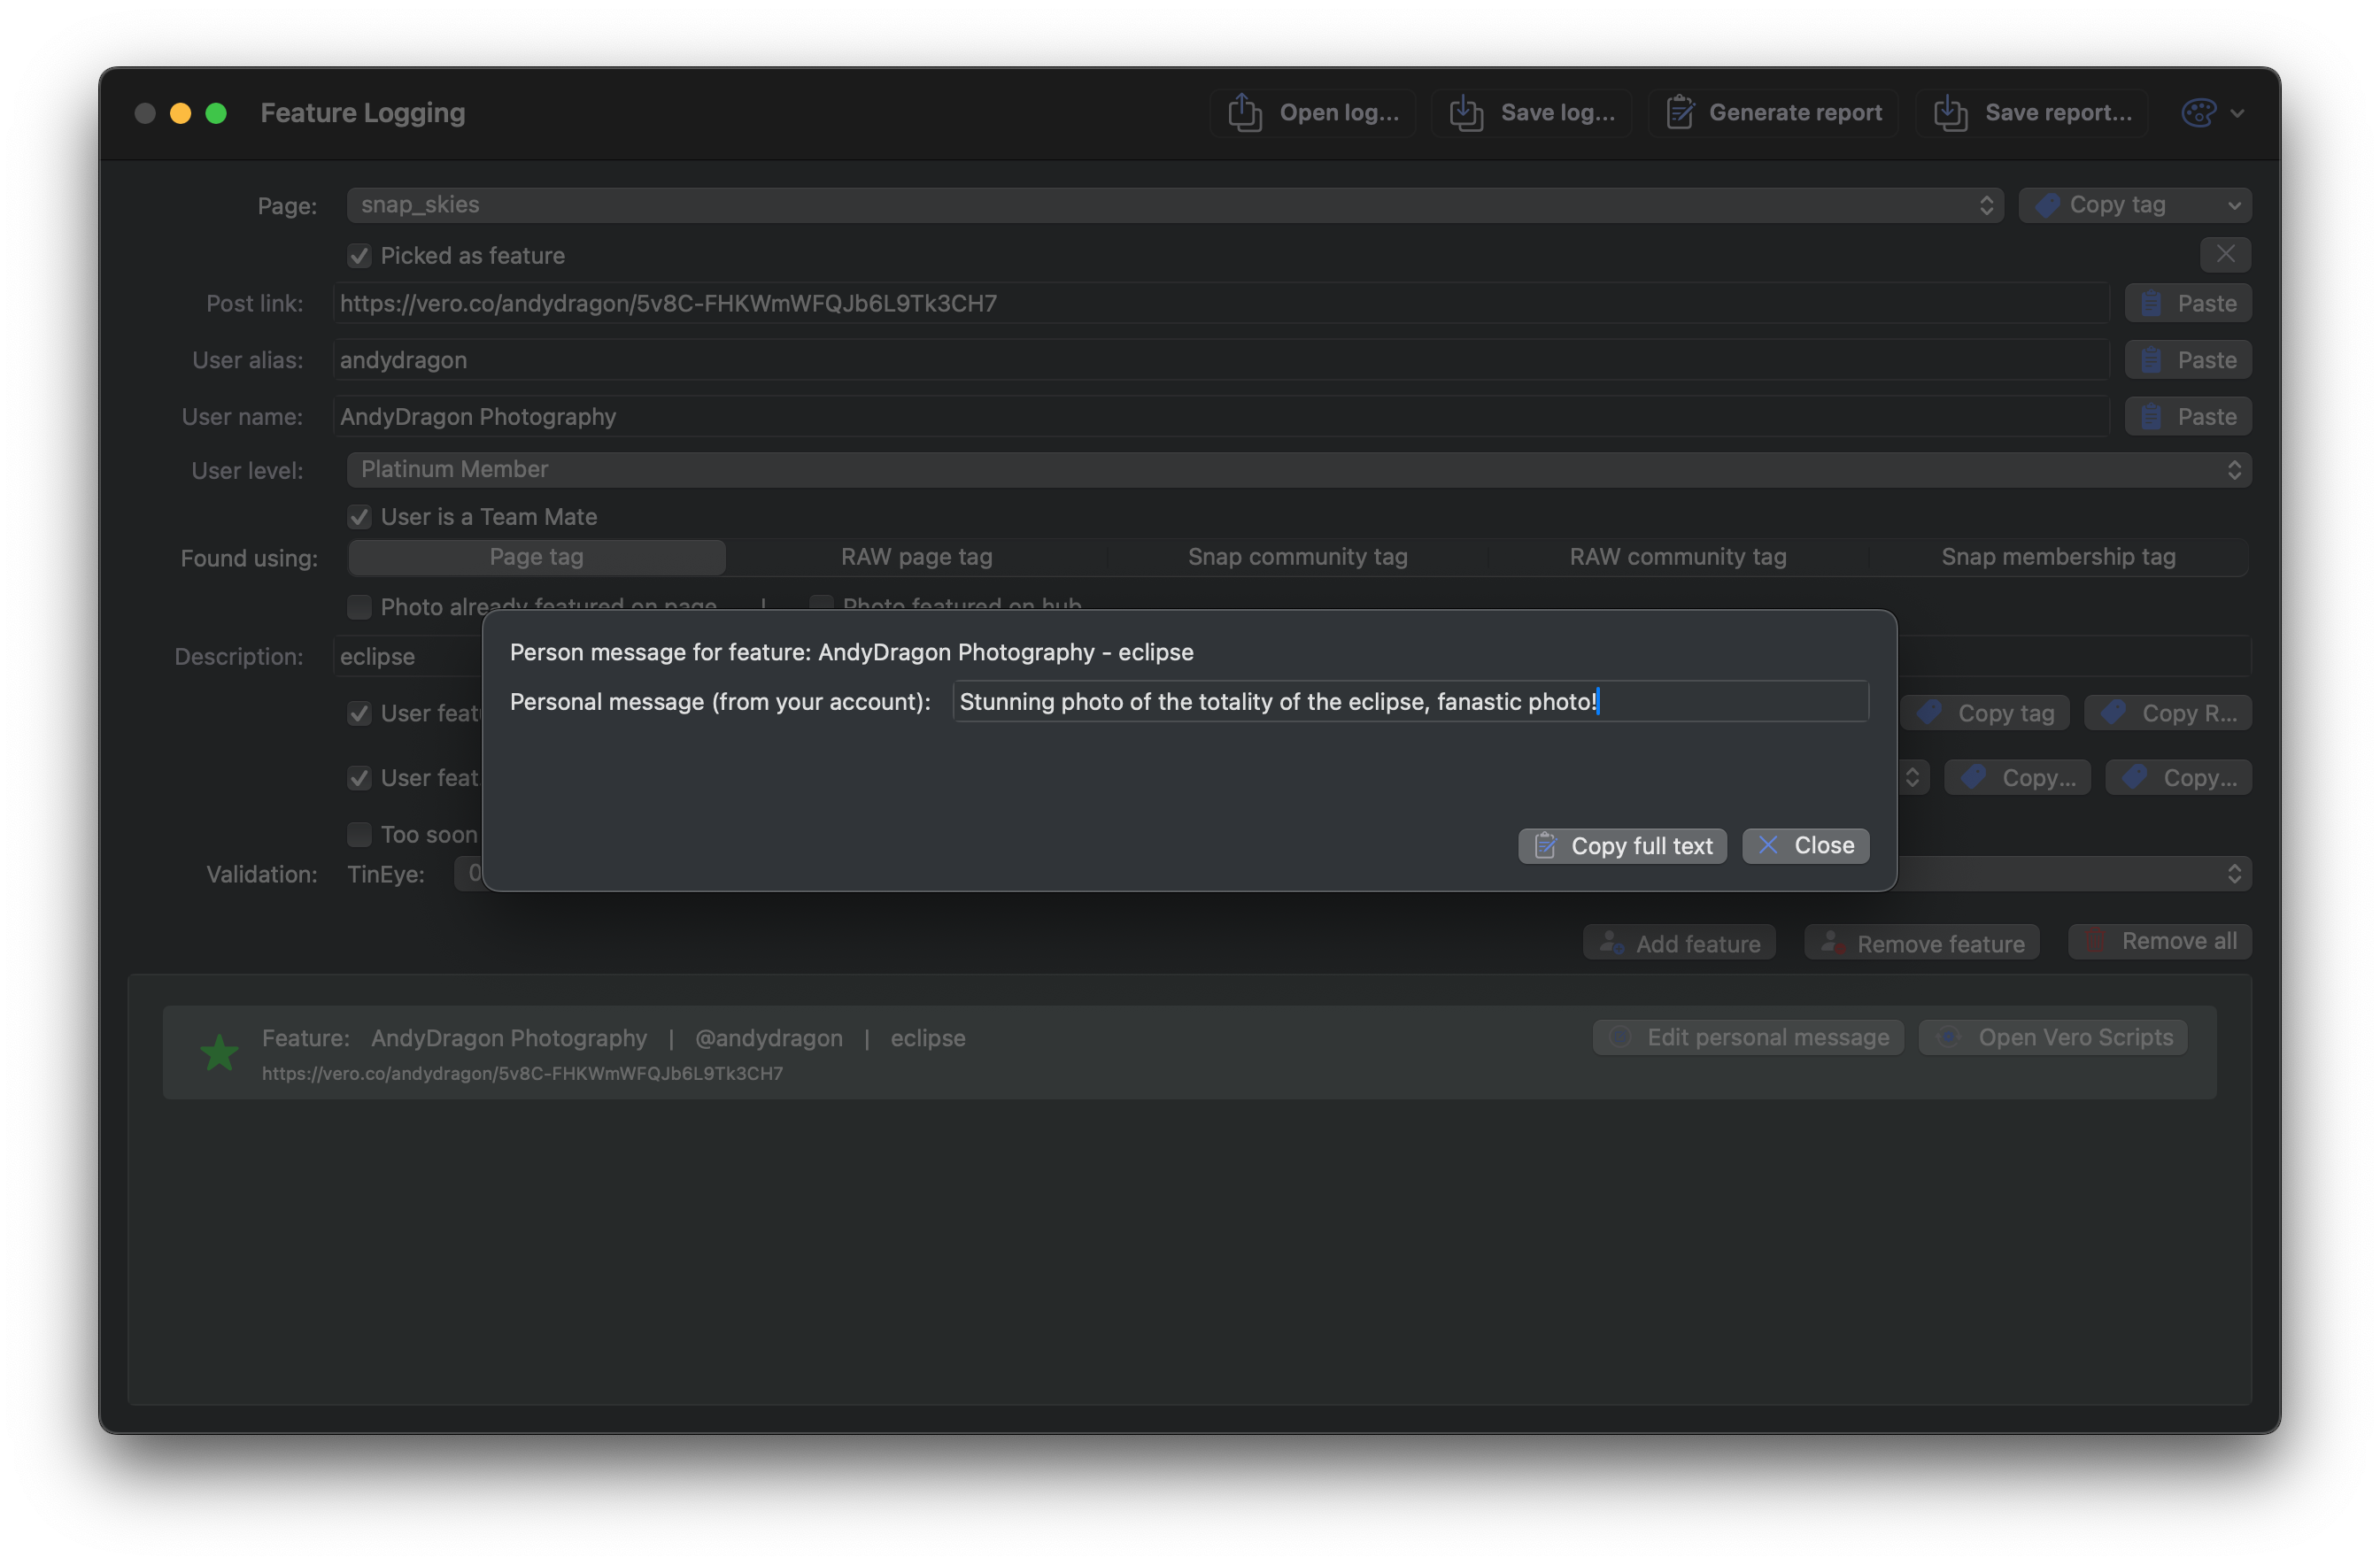 Feature Logging Open log... Save log... Generate report Save report...
Page: snap_skies Copy tag
Picked as feature
Post link: https://vero.co/andydragon/5v8C-FHKWmWFQJb6L9Tk3CH7 Paste
User alias: andydragon Paste
User name: AndyDragon Photography Paste
User level: Platinum Member
User is a Team Mate
Found using: Page tag RAW page tag Snap community tag RAW community tag Snap membership tag
Photo already featured on page | Photo featured on hub
Person message for feature: AndyDragon Photography - eclipse
Description: eclipse
Personal message (from your account): Stunning photo of the totality of the eclipse, fanastic photo!
User feat Copy tag Copy R...
User feat Copy... Copy...
Too soon
Copy full text Close
Validation: TinEye: 0
Add feature Remove feature Remove all
Feature: AndyDragon Photography | @andydragon | eclipse Edit personal message Open Vero Scripts
https://vero.co/andydragon/5v8C-FHKWmWFQJb6L9Tk3CH7